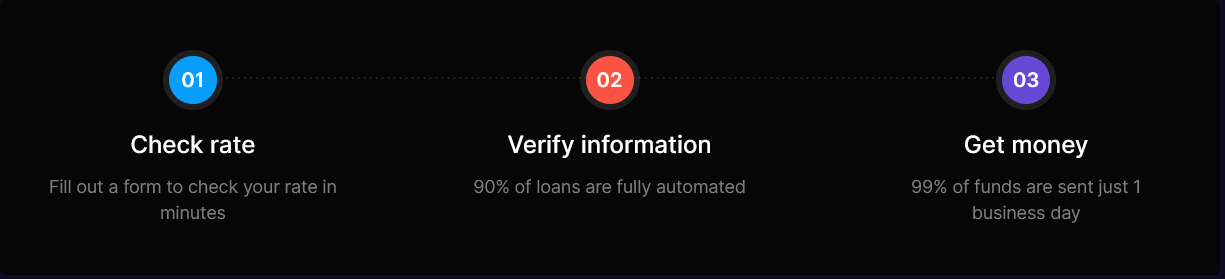 01
Check rate
Fill out a form to check your rate in
minutes
02
Verify information
90% of loans are fully automated
03
Get money
99% of funds are sent just 1
business day